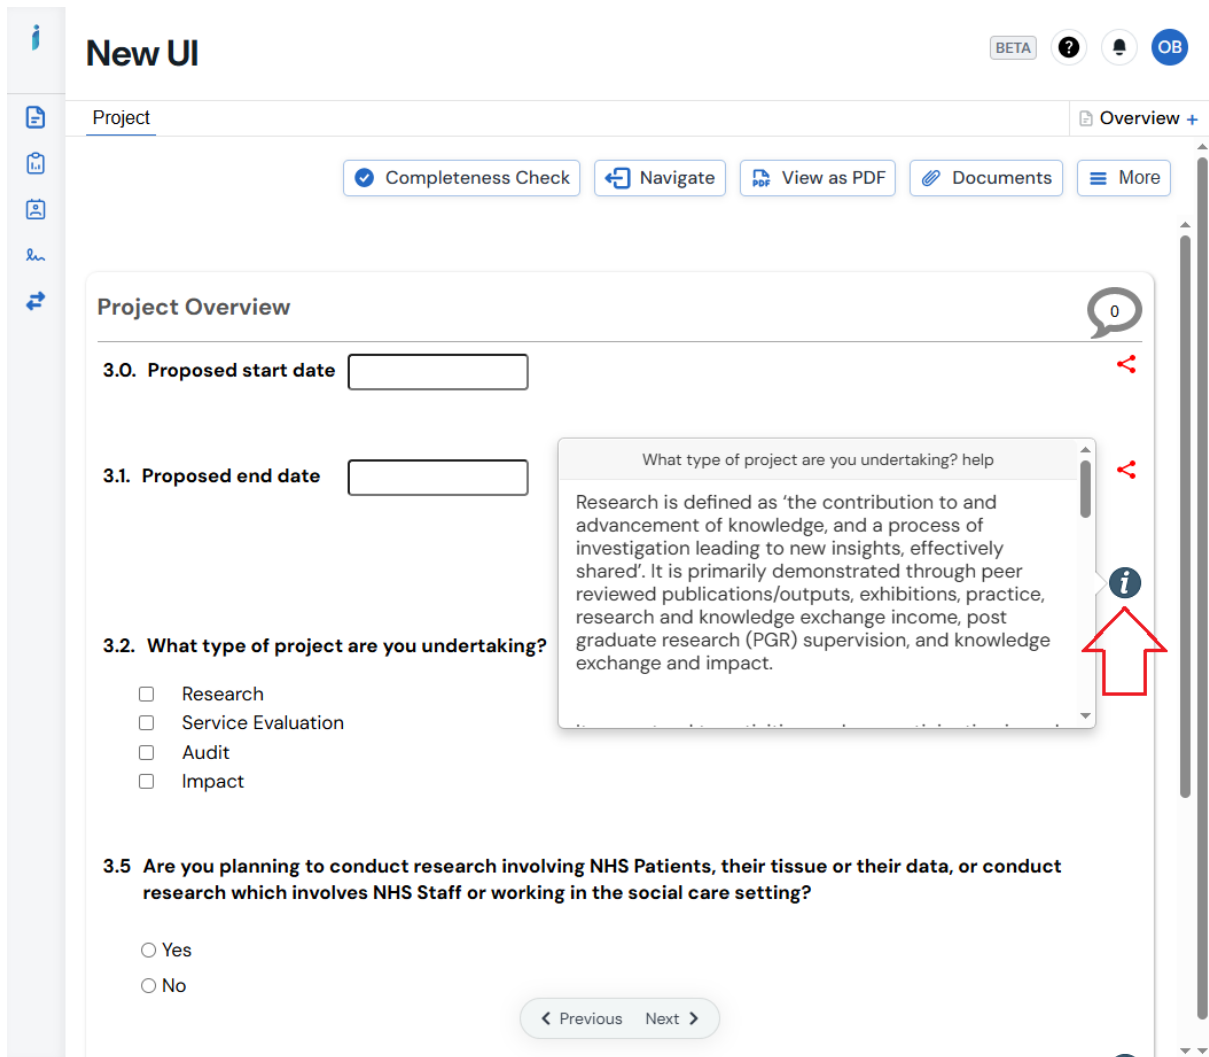 New UI
BETA
?
OB
Project
Overview +
Completeness Check
Navigate
PDF
View as PDF
Documents
More
Project Overview
0
3.0. Proposed start date
3.1. Proposed end date
What type of project are you undertaking? help
Research is defined as ‘the contribution to and
advancement of knowledge, and a process of
investigation leading to new insights, effectively
shared’. It is primarily demonstrated through peer
reviewed publications/outputs, exhibitions, practice,
research and knowledge exchange income, post
graduate research (PGR) supervision, and knowledge
exchange and impact.
i
3.2. What type of project are you undertaking?
Research
Service Evaluation
Audit
Impact
3.5 Are you planning to conduct research involving NHS Patients, their tissue or their data, or conduct
research which involves NHS Staff or working in the social care setting?
Yes
No
Previous Next